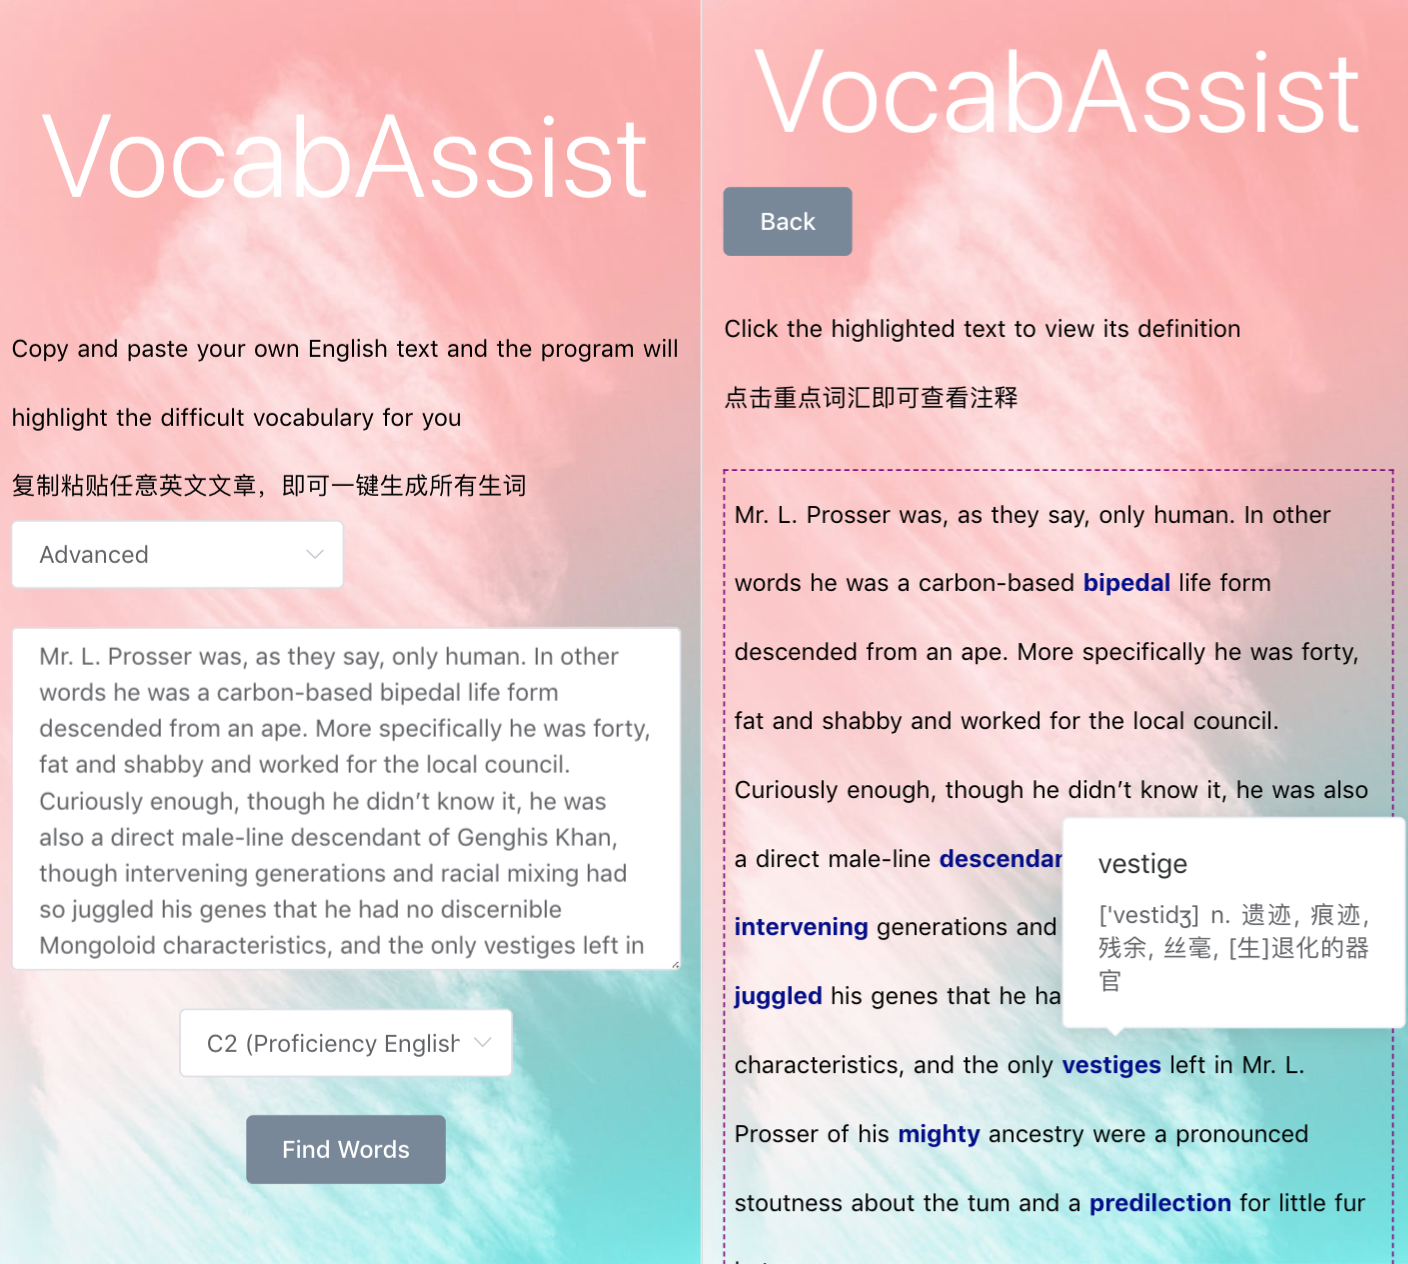 VocabAssist
Copy and paste your own English text and the program will
highlight the difficult vocabulary for you
复制粘贴任意英文文章，即可一键生成所有生词
Advanced
Mr. L. Prosser was, as they say, only human. In other
words he was a carbon-based bipedal life form
descended from an ape. More specifically he was forty,
fat and shabby and worked for the local council.
Curiously enough, though he didn’t know it, he was
also a direct male-line descendant of Genghis Khan,
though intervening generations and racial mixing had
so juggled his genes that he had no discernible
Mongoloid characteristics, and the only vestiges left in
C2 (Proficiency English
Find Words
VocabAssist
Back
Click the highlighted text to view its definition
点击重点词汇即可查看注释
Mr. L. Prosser was, as they say, only human. In other
words he was a carbon-based bipedal life form
descended from an ape. More specifically he was forty,
fat and shabby and worked for the local council.
Curiously enough, though he didn’t know it, he was also
a direct male-line descendan
intervening generations and
juggled his genes that he ha
vestige
['vestidʒ] n. 遗迹, 痕迹,
残余, 丝毫, [生]退化的器
官
characteristics, and the only vestiges left in Mr. L.
Prosser of his mighty ancestry were a pronounced
stoutness about the tum and a predilection for little fur